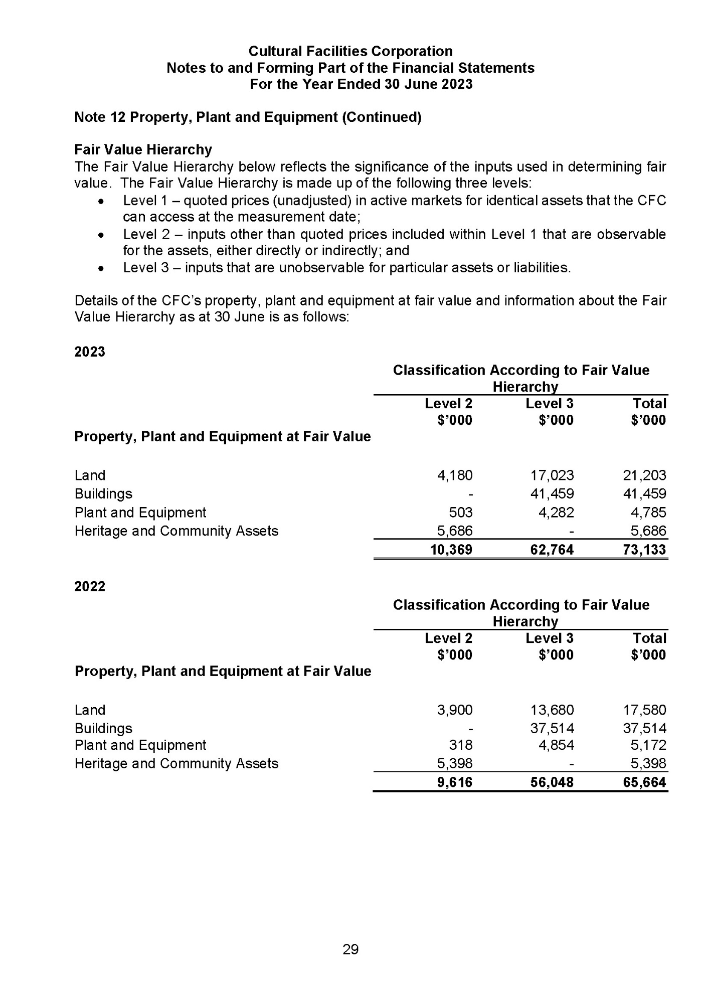 Cultural Facilities Corporation
Notes to and Forming Part of the Financial Statements
For the Year Ended 30 June 2023
Note 12 Property, Plant and Equipment (Continued)
Fair Value Hierarchy
The Fair Value Hierarchy below reflects the significance of the inputs used in determining fair
value.  The Fair Value Hierarchy is made up of the following three levels:
• Level 1 – quoted prices (unadjusted) in active markets for identical assets that the CFC
can access at the measurement date;
• Level 2 – inputs other than quoted prices included within Level 1 that are observable
for the assets, either directly or indirectly; and
• Level 3 – inputs that are unobservable for particular assets or liabilities.
Details of the CFC’s property, plant and equipment at fair value and information about the Fair
Value Hierarchy as at 30 June is as follows:
2023
Classification According to Fair Value
Hierarchy
Level 2 Level 3 Total
$’000 $’000 $’000
Property, Plant and Equipment at Fair Value
Land 4,180 17,023 21,203
Buildings - 41,459 41,459
Plant and Equipment 503 4,282 4,785
Heritage and Community Assets 5,686 - 5,686
10,369 62,764 73,133
2022
Classification According to Fair Value
Hierarchy
Level 2 Level 3 Total
$’000 $’000 $’000
Property, Plant and Equipment at Fair Value
Land 3,900 13,680 17,580
Buildings - 37,514 37,514
Plant and Equipment 318 4,854 5,172
Heritage and Community Assets 5,398 - 5,398
9,616 56,048 65,664
29